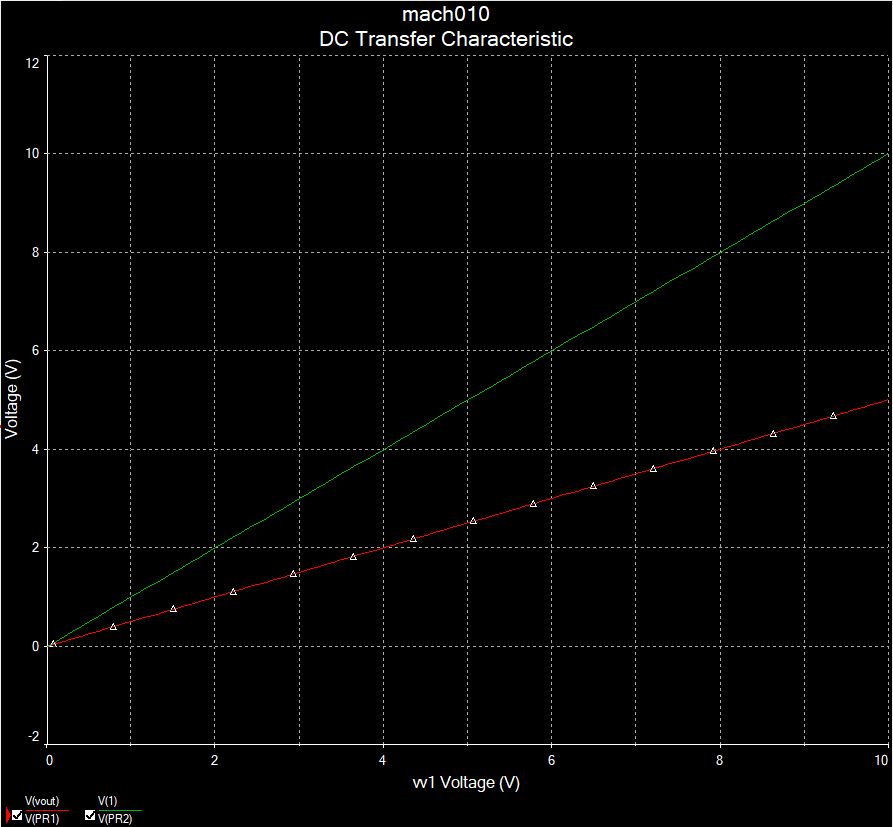 mach010
DC Transfer Characteristic
12
10
8
6
4
2
0
-2
Voltage (V)
0 2 4 6 8 10
vv1 Voltage (V)
V(vout) V(1)
V(PR1) V(PR2)